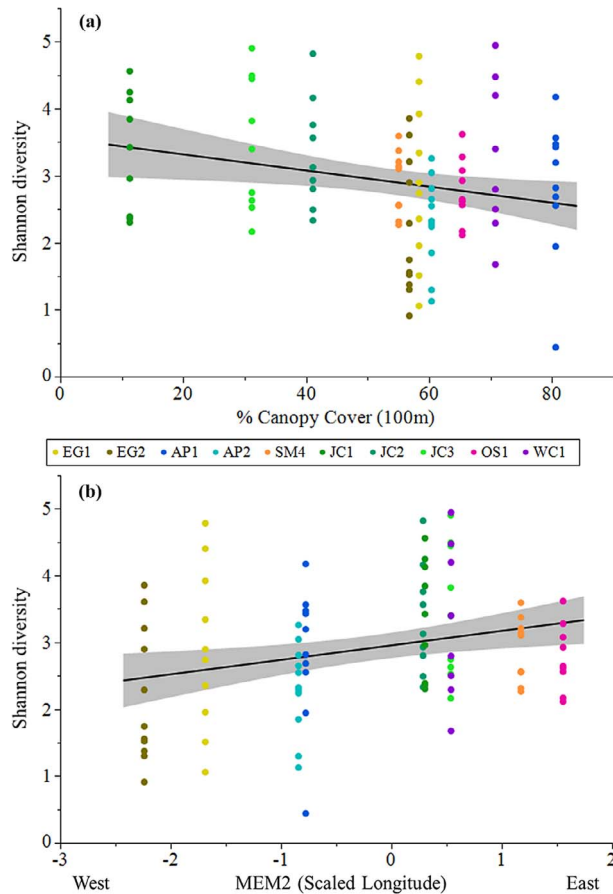 (a)
5
4
3
2
1
0
Shannon diversity
0 20 40 60 80
% Canopy Cover (100m)
EG1 EG2 AP1 AP2 SM4 JC1 JC2 JC3 OS1 WC1
(b)
5
4
3
2
1
0
Shannon diversity
-3 -2 -1 0 1 2
West MEM2 (Scaled Longitude) East